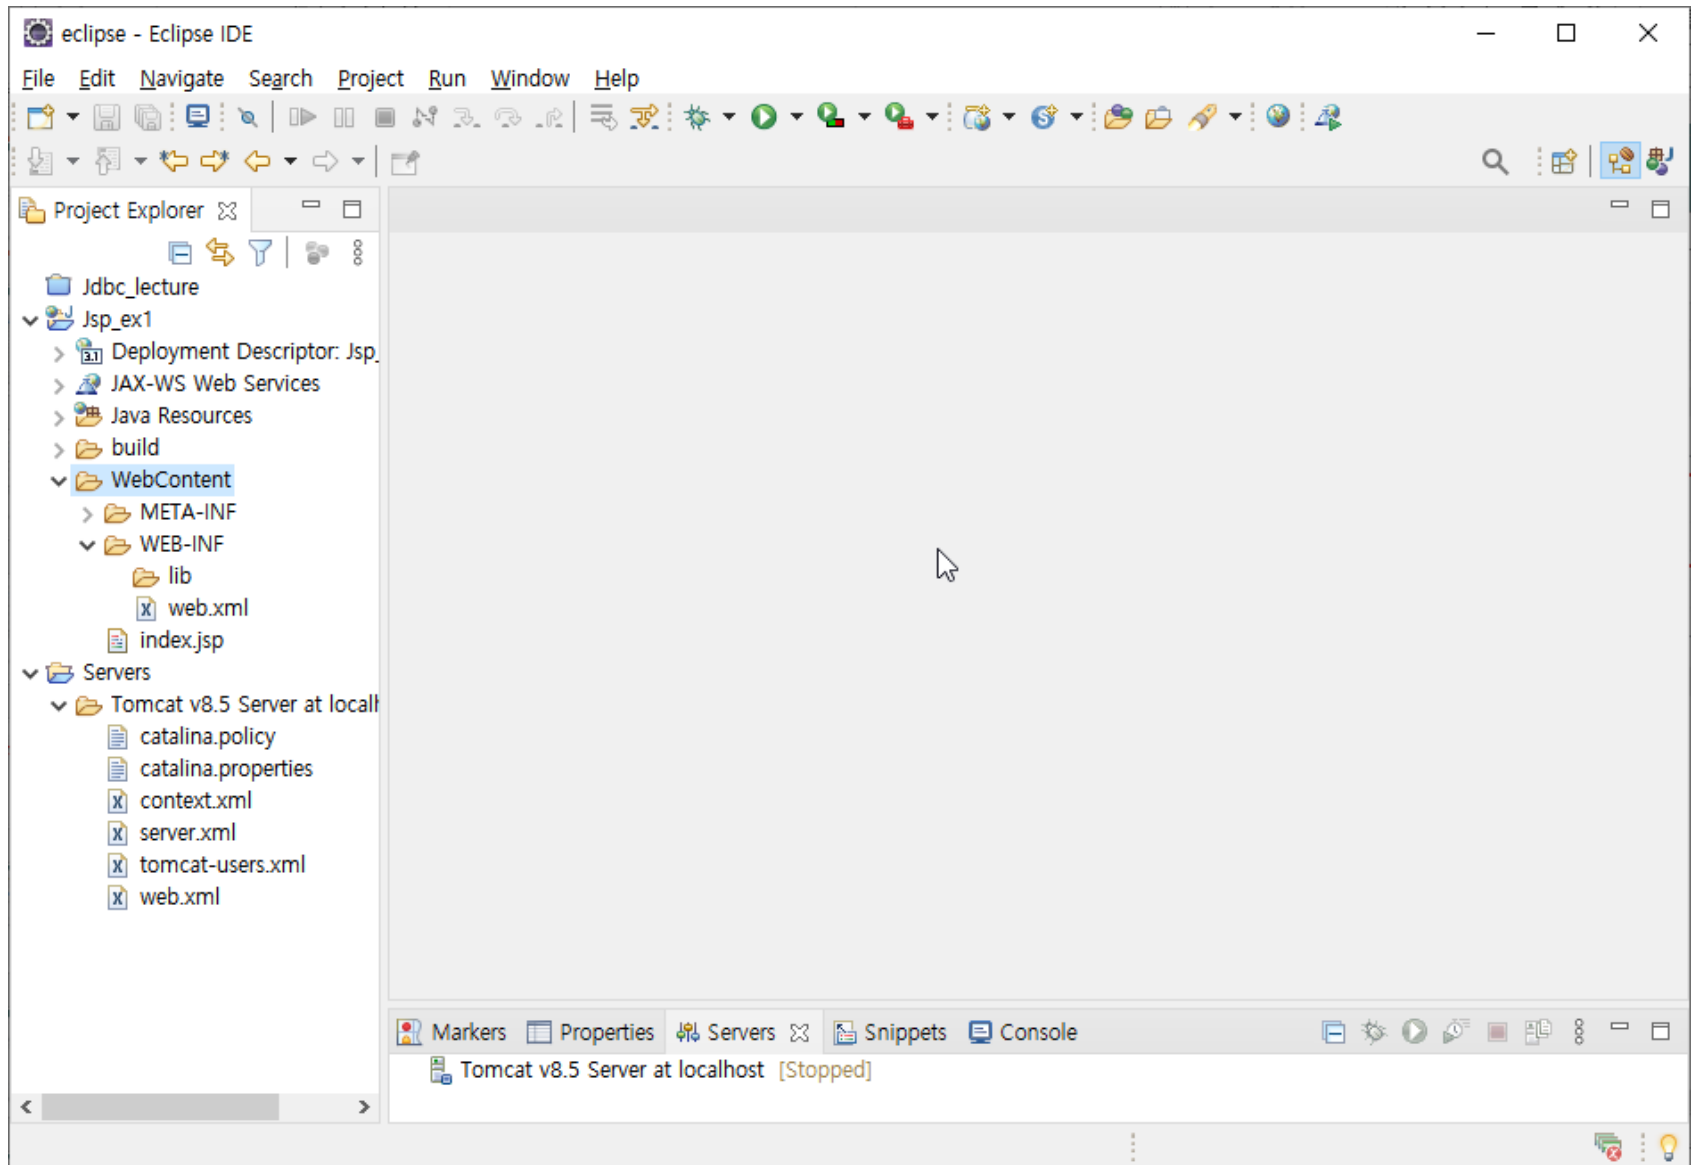 eclipse - Eclipse IDE
File Edit Navigate Search Project Run Window Help
Project Explorer
Jdbc_lecture
Jsp_ex1
3.1 Deployment Descriptor: Jsp_
JAX-WS Web Services
Java Resources
build
WebContent
META-INF
WEB-INF
lib
web.xml
index.jsp
Servers
Tomcat v8.5 Server at localh
catalina.policy
catalina.properties
context.xml
server.xml
tomcat-users.xml
web.xml
Markers Properties Servers Snippets Console
Tomcat v8.5 Server at localhost [Stopped]